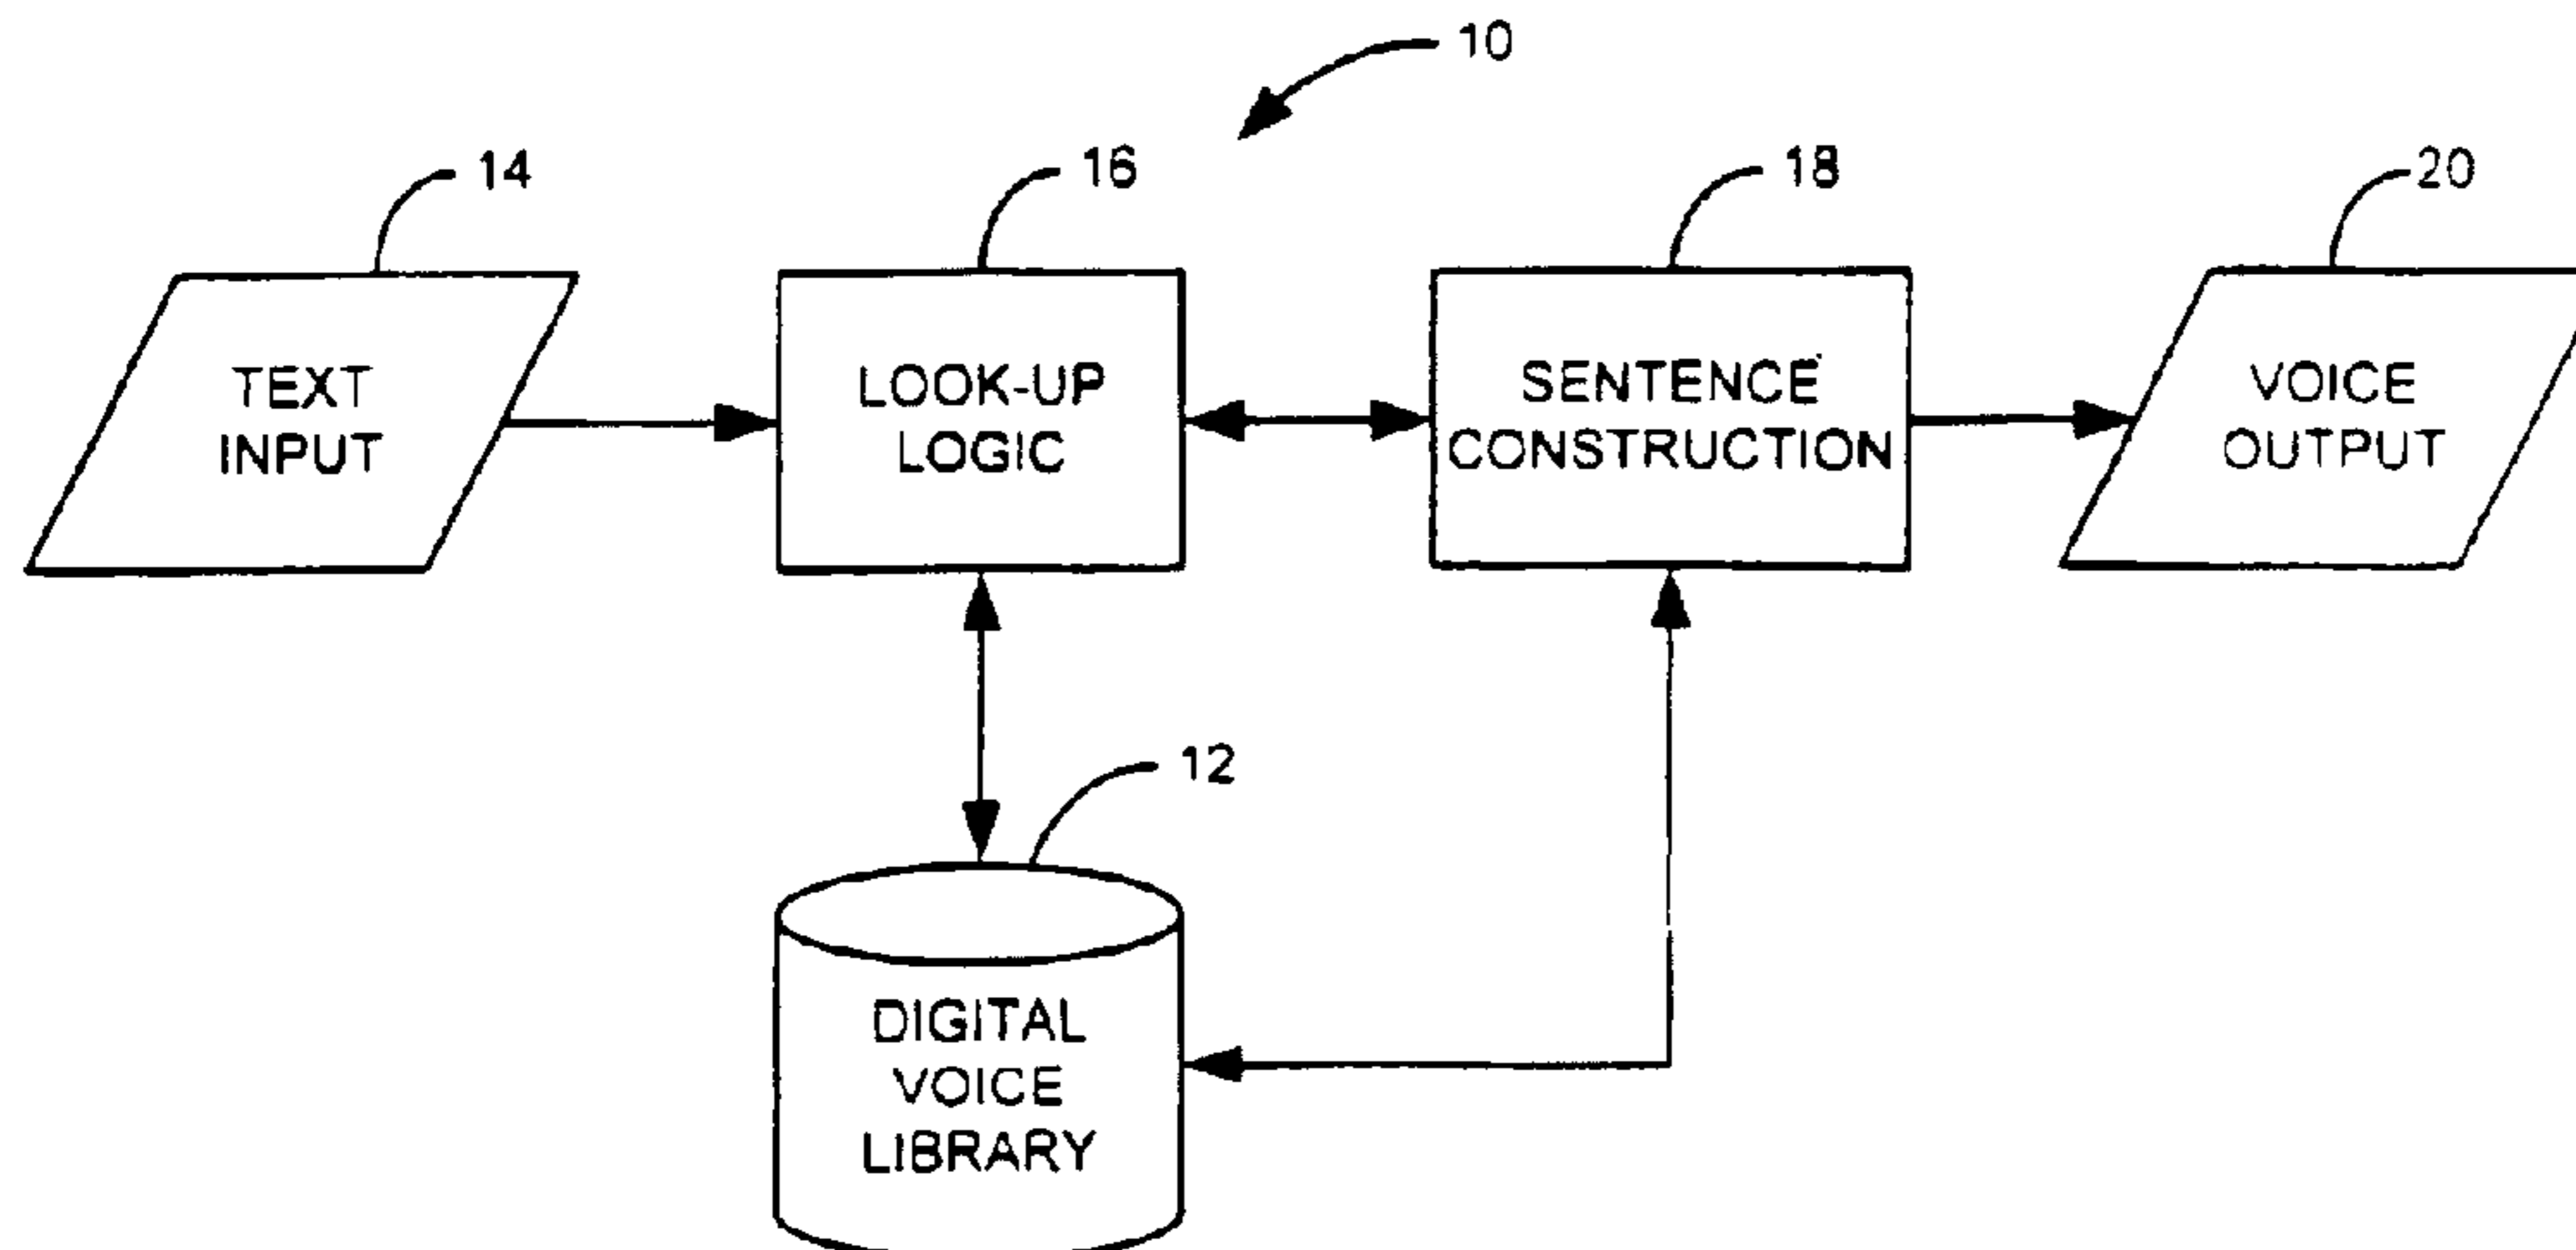 10
14
16
18
20
TEXT
INPUT
LOOK-UP
LOGIC
SENTENCE
CONSTRUCTION
VOICE
OUTPUT
12
DIGITAL
VOICE
LIBRARY